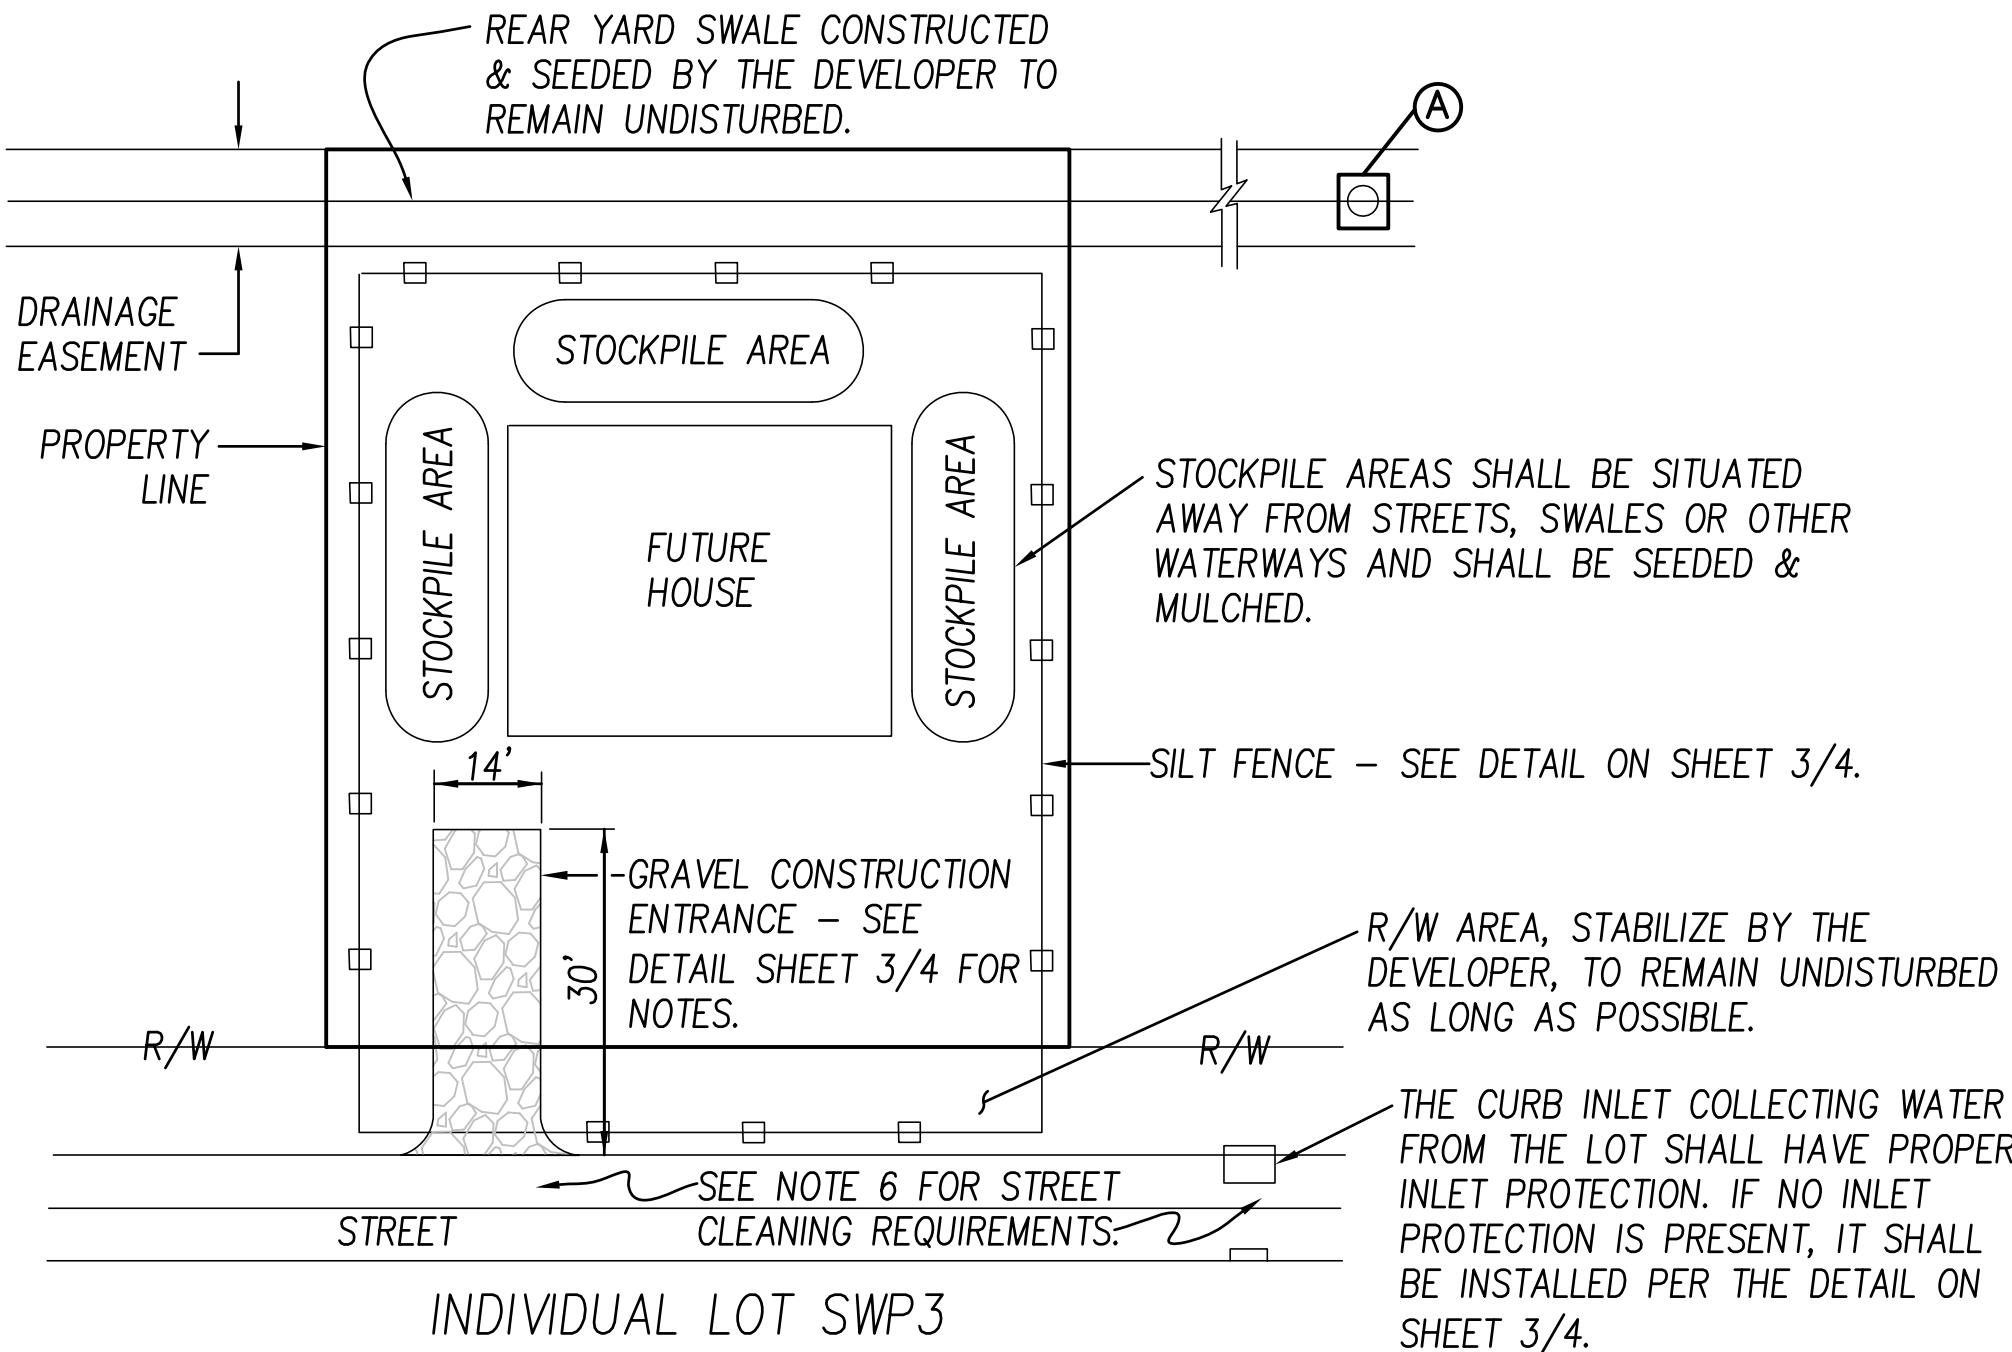 REAR YARD SWALE CONSTRUCTED
& SEEDED BY THE DEVELOPER TO
REMAIN UNDISTURBED.
A
DRAINAGE
EASEMENT
STOCKPILE AREA
PROPERTY
LINE
STOCKPILE AREA
FUTURE
HOUSE
STOCKPILE AREA
STOCKPILE AREAS SHALL BE SITUATED
AWAY FROM STREETS, SWALES OR OTHER
WATERWAYS AND SHALL BE SEEDED &
MULCHED.
14'
SILT FENCE - SEE DETAIL ON SHEET 3/4.
30'
GRAVEL CONSTRUCTION
ENTRANCE - SEE
DETAIL SHEET 3/4 FOR
NOTES.
R/W AREA, STABILIZE BY THE
DEVELOPER, TO REMAIN UNDISTURBED
AS LONG AS POSSIBLE.
R/W
R/W
THE CURB INLET COLLECTING WATER
FROM THE LOT SHALL HAVE PROPER
INLET PROTECTION. IF NO INLET
PROTECTION IS PRESENT, IT SHALL
BE INSTALLED PER THE DETAIL ON
SHEET 3/4.
SEE NOTE 6 FOR STREET
CLEANING REQUIREMENTS.
STREET
INDIVIDUAL LOT SWP3